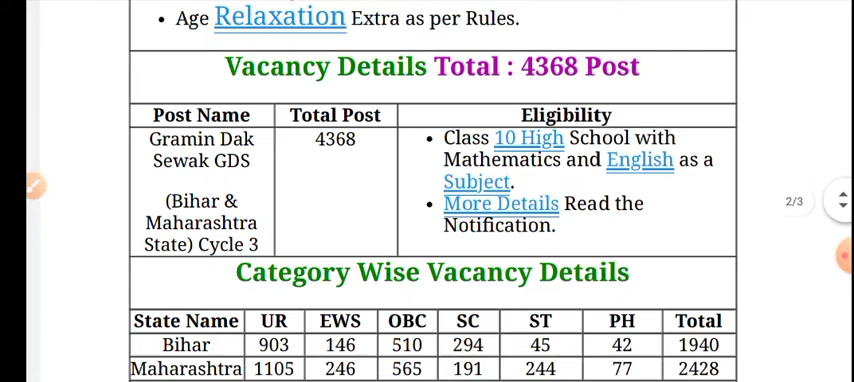 • Age Relaxation Extra as per Rules.
Vacancy Details Total : 4368 Post
Post Name Total Post Eligibility
Gramin Dak Sewak GDS
(Bihar & Maharashtra State) Cycle 3
4368
• Class 10 High School with
Mathematics and English as a
Subject.
• More Details Read the
Notification.
2/3
Category Wise Vacancy Details
State Name UR EWS OBC SC ST PH Total
Bihar 903 146 510 294 45 42 1940
Maharashtra 1105 246 565 191 244 77 2428